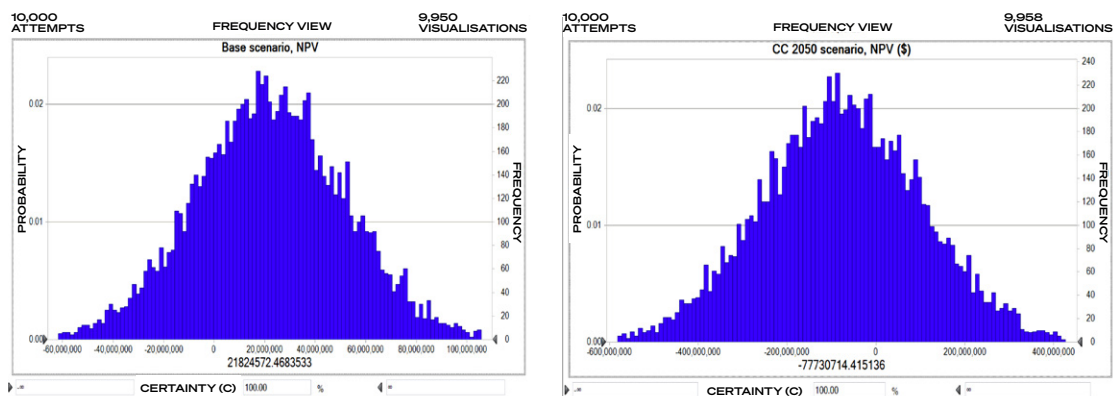 10,000
ATTEMPTS
FREQUENCY VIEW
9,950
VISUALISATIONS
Base scenario, NPV
PROBABILITY
0.02
0.01
0.00
FREQUENCY
220
200
180
160
140
120
100
80
60
40
20
0
-60,000,000 -40,000,000 -20,000,000 0 20,000,000 40,000,000 60,000,000 80,000,000 100,000,000
21824572.4683533
-∞ CERTAINTY (C) 100.00 % ∞
10,000
ATTEMPTS
FREQUENCY VIEW
9,958
VISUALISATIONS
CC 2050 scenario, NPV ($)
PROBABILITY
0.02
0.01
0.00
FREQUENCY
240
220
200
180
160
140
120
100
80
60
40
20
0
-600,000,000 -400,000,000 -200,000,000 0 200,000,000 400,000,000
-77730714.415136
-∞ CERTAINTY (C) 100.00 % ∞